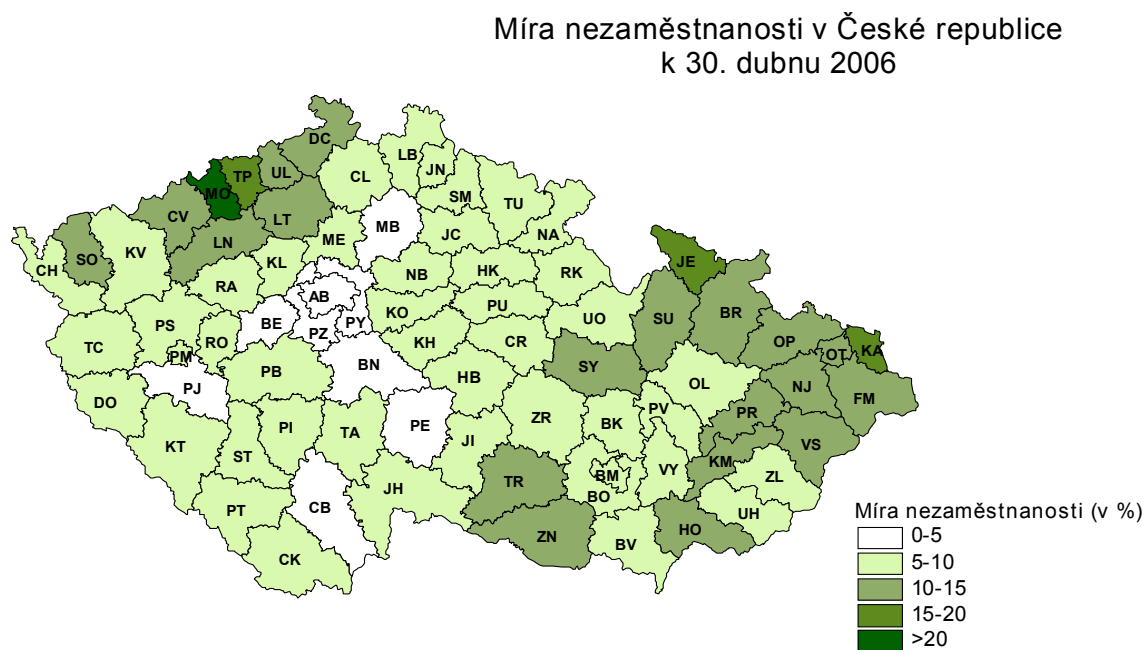 Míra nezaměstnanosti v České republice
k 30. dubnu 2006
DC
LB
JN
TP
UL
CL
MO
SM
TU
CV
LT
MB
ME
JC
NA
LN
KV
SO
CH
KL
RA
NB
HK
RK
JE
AB
KO
PU
UO
SU
BR
BE
PZ
PY
PS
RO
TC
PM
KH
CR
OP
OT
KA
PB
BN
HB
SY
OL
NJ
FM
PJ
DO
PE
ZR
BK
PV
PR
VS
KT
PI
TA
JI
ST
KM
VY
BM
ZL
TR
BO
JH
PT
CB
UH
HO
ZN
BV
CK
Míra nezaměstnanosti (v %)
0-5
5-10
10-15
15-20
>20